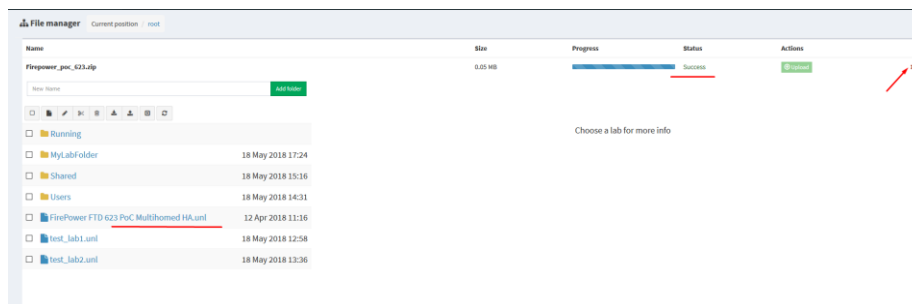 File manager Current position / root
Name Size Progress Status Actions
Firepower_poc_623.zip 0.05 MB Success Upload
New Name Add folder
Running
MyLabFolder 18 May 2018 17:24
Shared 18 May 2018 15:16
Users 18 May 2018 14:31
FirePower FTD 623 PoC Multihomed HA.unl 12 Apr 2018 11:16
test_lab1.unl 18 May 2018 12:58
test_lab2.unl 18 May 2018 13:36
Choose a lab for more info